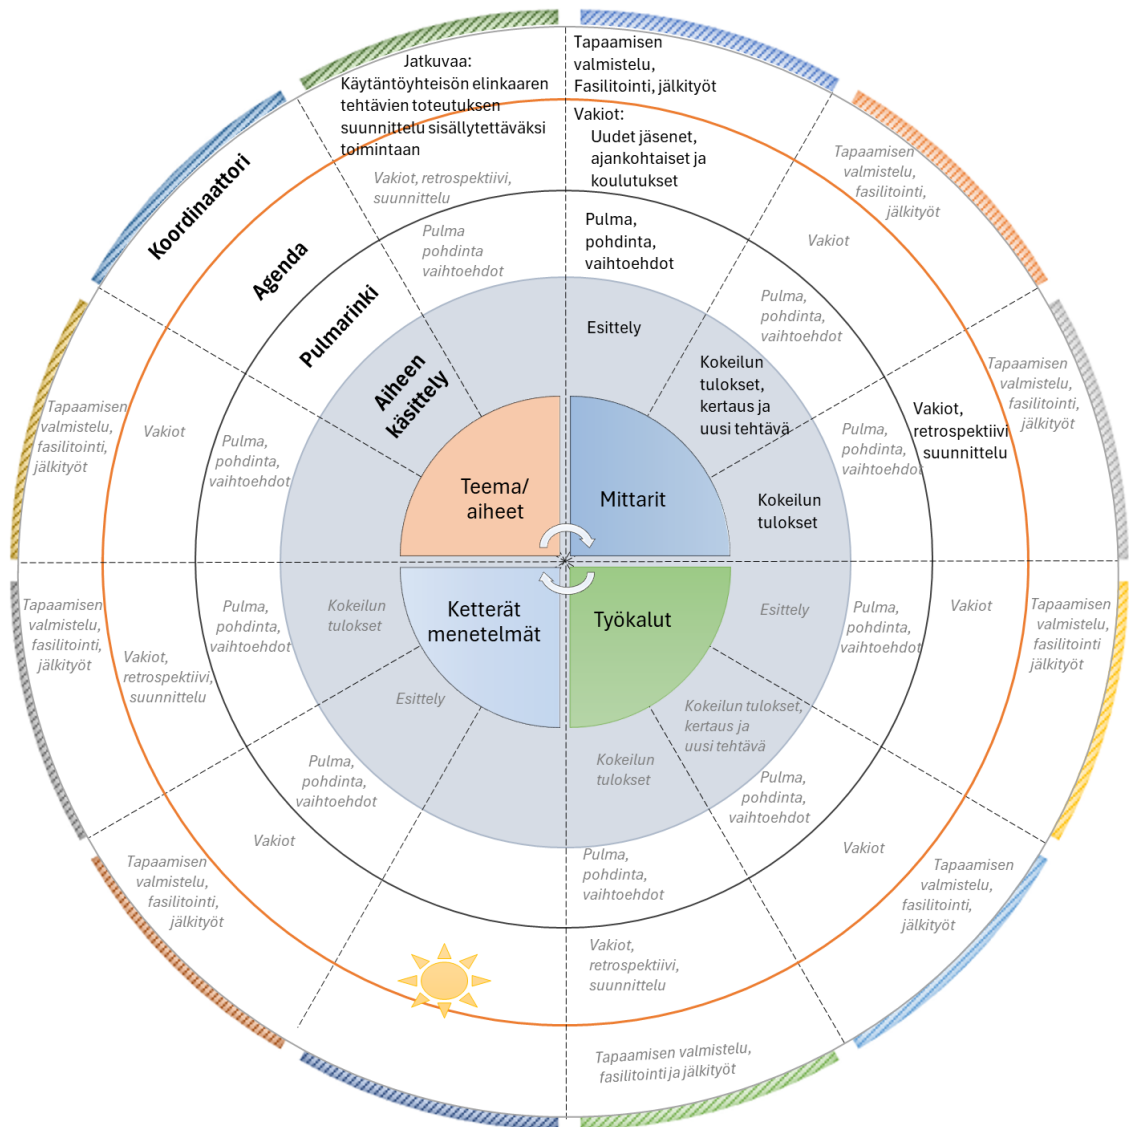 Jatkuvaa:
Käytäntöyhteisön elinkaaren
tehtävien toteutuksen
suunnittelu sisällytettäväksi
toimintaan
Vakiot, retrospektiivi,
suunnittelu
Pulma
pohdinta
vaihtoehdot
Tapaamisen
valmistelu,
Fasilitointi, jälkityöt
Vakiot:
Uudet jäsenet,
ajankohtaiset ja
koulutukset
Pulma,
pohdinta,
vaihtoehdot
Esittely
Tapaamisen
valmistelu,
fasilitointi,
jälkityöt
Vakiot
Pulma,
pohdinta,
vaihtoehdot
Kokeilun
tulokset,
kertaus ja
uusi tehtävä
Tapaamisen
valmistelu,
fasilitointi,
jälkityöt
Vakiot,
retrospektiivi
suunnittelu
Pulma,
pohdinta,
vaihtoehdot
Kokeilun
tulokset
Koordinaattori
Agenda
Pulmarinki
Aiheen
käsittely
Teema/
aiheet
Mittarit
Ketterät
menetelmät
Työkalut
Tapaamisen
valmistelu,
fasilitointi,
jälkityöt
Vakiot
Pulma,
pohdinta,
vaihtoehdot
Tapaamisen
valmistelu,
fasilitointi,
jälkityöt
Vakiot,
retrospektiivi,
suunnittelu
Pulma,
pohdinta,
vaihtoehdot
Kokeilun
tulokset
Esittely
Pulma,
pohdinta,
vaihtoehdot
Vakiot
Tapaamisen
valmistelu,
fasilitointi,
jälkityöt
Esittely
Pulma,
pohdinta,
vaihtoehdot
Vakiot
Tapaamisen
valmistelu,
fasilitointi
jälkityöt
Kokeilun tulokset,
kertaus ja
uusi tehtävä
Pulma,
pohdinta,
vaihtoehdot
Vakiot
Tapaamisen
valmistelu,
fasilitointi,
jälkityöt
Kokeilun
tulokset
Pulma,
pohdinta,
vaihtoehdot
Vakiot,
retrospektiivi,
suunnittelu
Tapaamisen valmistelu,
fasilitointi ja jälkityöt